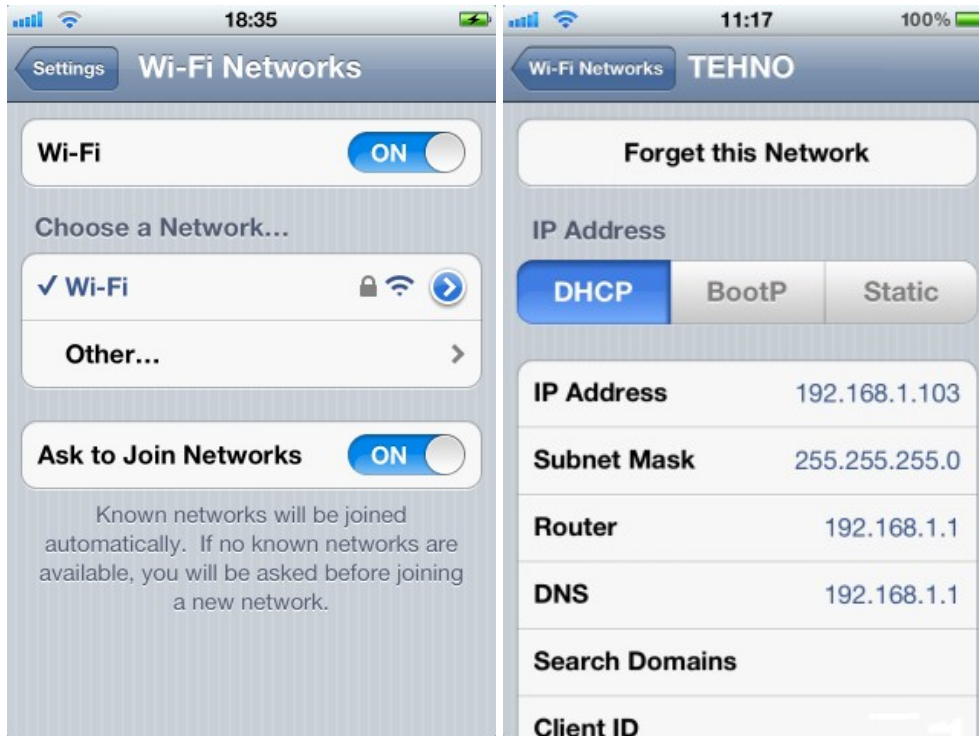 18:35
Settings
Wi-Fi Networks
Wi-Fi
ON
Choose a Network...
Wi-Fi
Other...
Ask to Join Networks
ON
Known networks will be joined
automatically. If no known networks are
available, you will be asked before joining
a new network.
11:17
100%
Wi-Fi Networks
TEHNO
Forget this Network
IP Address
DHCP
BootP
Static
IP Address
192.168.1.103
Subnet Mask
255.255.255.0
Router
192.168.1.1
DNS
192.168.1.1
Search Domains
Client ID